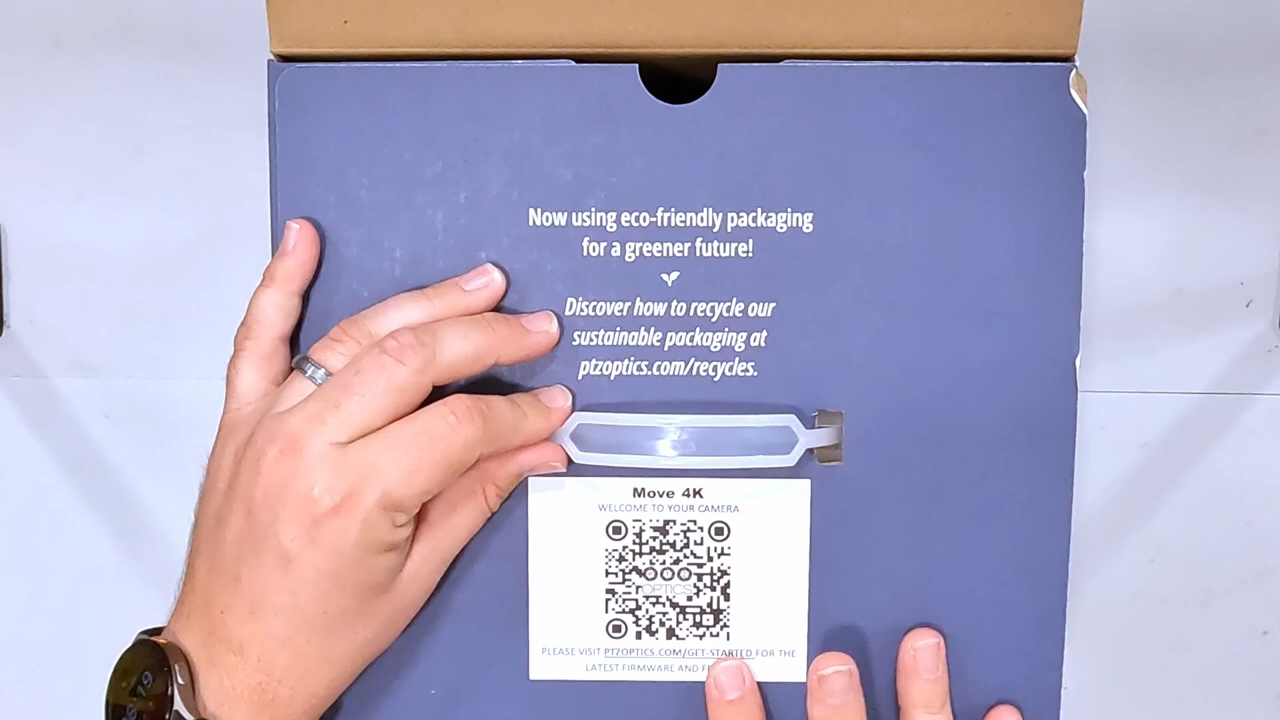 Now using eco-friendly packaging
for a greener future!
Discover how to recycle our
sustainable packaging at
ptzoptics.com/recycles.
Move 4K
WELCOME TO YOUR CAMERA
OPTICS
PLEASE VISIT PTZOPTICS.COM/GET-STARTED FOR THE
LATEST FIRMWARE AND
19